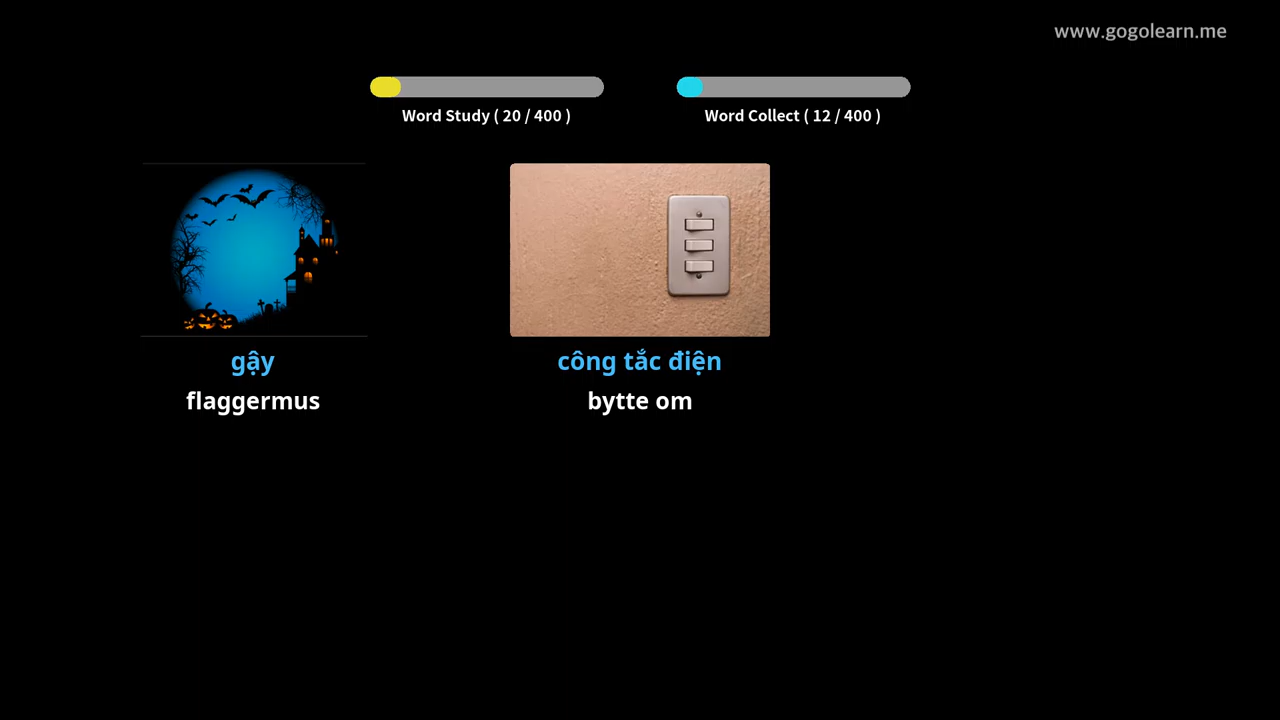 www.gogolearn.me
Word Study ( 20 / 400 )
Word Collect ( 12 / 400 )
gậy
flaggermus
công tắc điện
bytte om